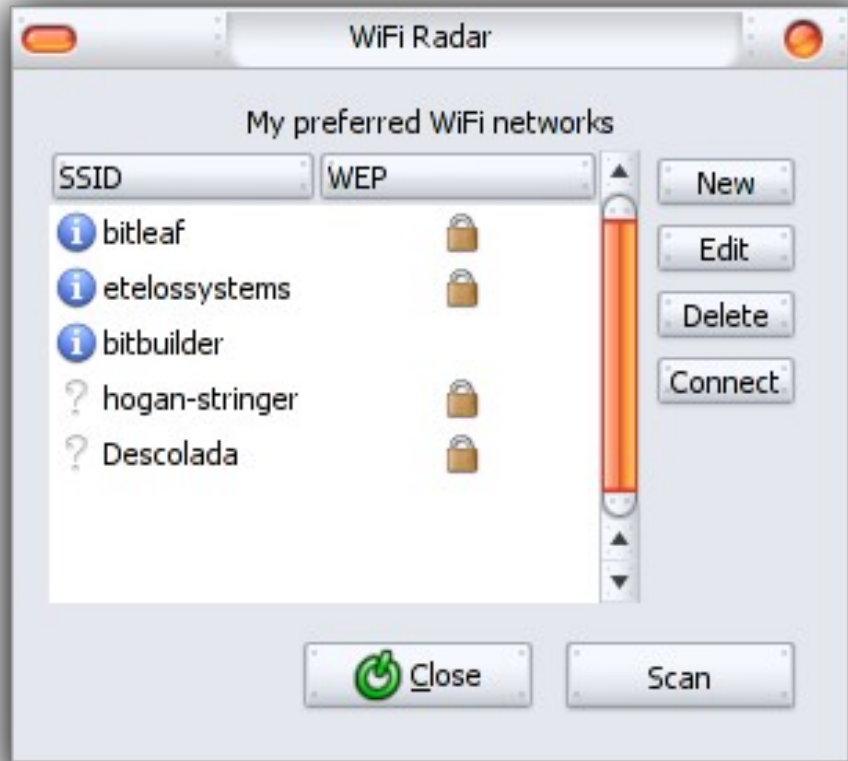 WiFi Radar
My preferred WiFi networks
SSID WEP
New
bitleaf
Edit
etelossystems
Delete
bitbuilder
Connect
hogan-stringer
Descolada
Close Scan